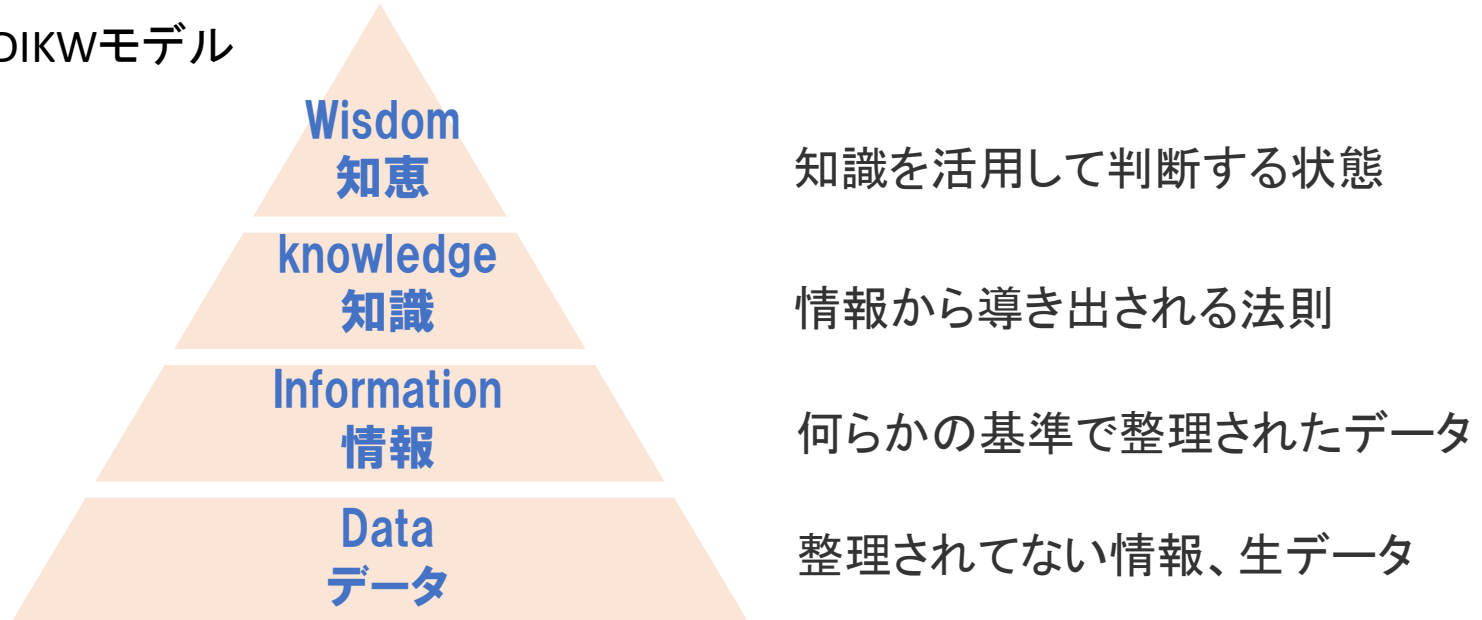 DIKWモデル
Wisdom
知恵
知識を活用して判断する状態
knowledge
知識
情報から導き出される法則
Information
情報
何らかの基準で整理されたデータ
Data
データ
整理されてない情報、生データ